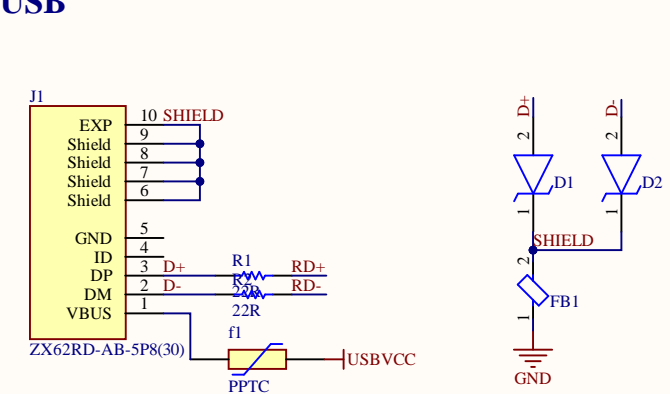 USB
J1
EXP 10 SHIELD
Shield 9
Shield 8
Shield 7
Shield 6
GND 5
ID 4
DP 3 D+ R1 RD+
DM 2 D- R2 22R RD-
VBUS 1 22R
ZX62RD-AB-5P8(30)
f1
PPTC
USBVCC
D+ D-
2 2
D1 D2
1 1
SHIELD
2
FB1
1
GND